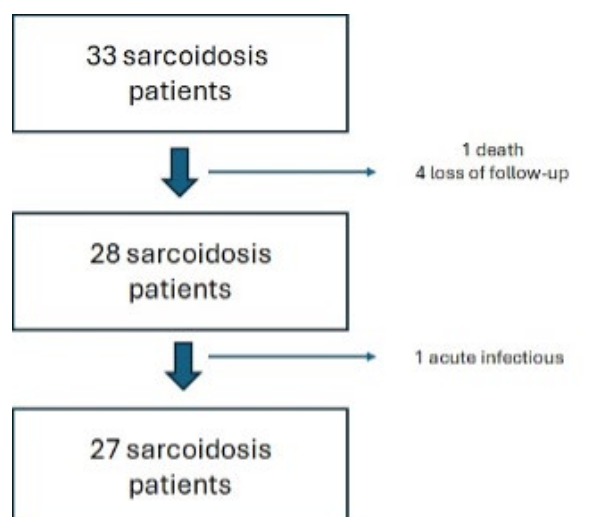 33 sarcoidosis
patients
1 death
4 loss of follow-up
28 sarcoidosis
patients
1 acute infectious
27 sarcoidosis
patients